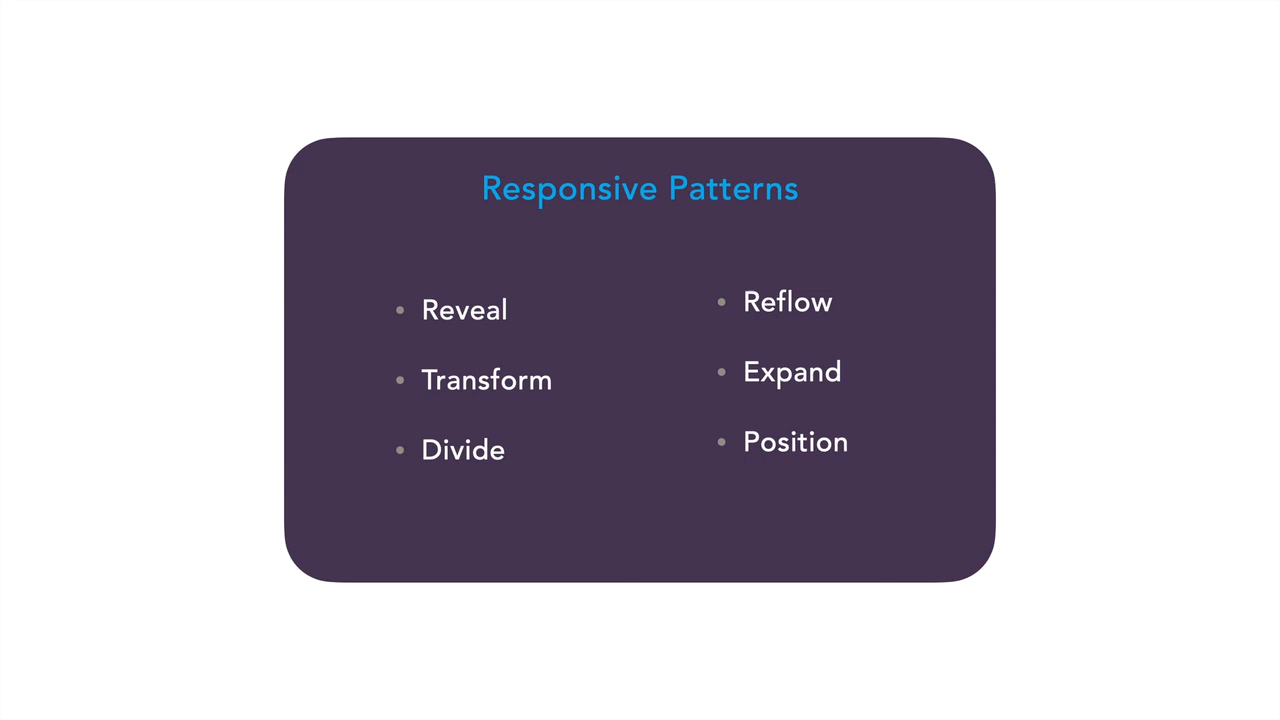 Responsive Patterns
• Reveal
• Transform
• Divide
• Reflow
• Expand
• Position